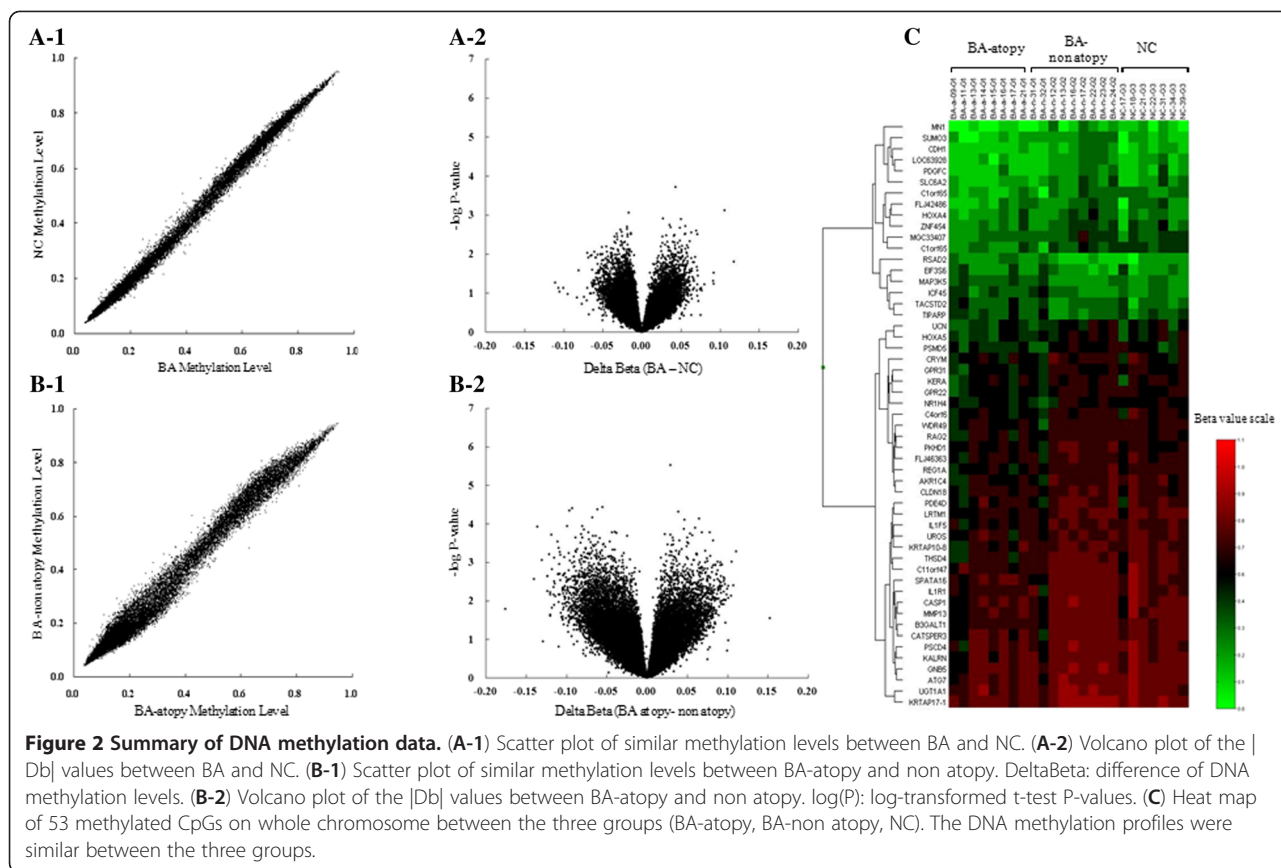 A-1
1.0
0.8
0.6
0.4
0.2
0.0
NC Methylation Level
0.0 0.2 0.4 0.6 0.8 1.0
BA Methylation Level
A-2
7
6
5
4
3
2
1
0
-log P-value
-0.20 -0.15 -0.10 -0.05 0.00 0.05 0.10 0.15 0.20
Delta Beta (BA – NC)
B-1
1.0
0.8
0.6
0.4
0.2
0.0
BA-nonatopy Methylation Level
0.0 0.2 0.4 0.6 0.8 1.0
BA-atopy Methylation Level
B-2
7
6
5
4
3
2
1
0
-log P-value
-0.20 -0.15 -0.10 -0.05 0.00 0.05 0.10 0.15 0.20
DeltaBeta (BA atopy- non atopy)
C
BA-atopy
BA-
non atopy
NC
MN1
SUMO3
CDH1
LOC63928
PDGFC
SLC6A2
C1orf65
FLJ42486
HOXA4
ZNF454
MGC33407
C1orf65
RSAD2
EIF3S6
MAP3K5
ICF45
TACSTD2
TIPARP
UCN
HOXA5
PSMD5
CRYM
GPR31
KERA
GPR22
NR1H4
C4orf6
WDR49
RAG2
PKHD1
FLJ46363
REG1A
AKR1C4
CLDN18
PDE4D
LRTM1
IL1F5
UROS
KRTAP10-8
THSD4
C11orf47
SPATA16
IL1R1
CASP1
MMP13
B3GALT1
CATSPER3
PSCD4
KALRN
GNB5
ATG7
UGT1A1
KRTAP17-1
Beta value scale
Figure 2 Summary of DNA methylation data. (A-1) Scatter plot of similar methylation levels between BA and NC. (A-2) Volcano plot of the |
Db| values between BA and NC. (B-1) Scatter plot of similar methylation levels between BA-atopy and non atopy. DeltaBeta: difference of DNA
methylation levels. (B-2) Volcano plot of the |Db| values between BA-atopy and non atopy. log(P): log-transformed t-test P-values. (C) Heat map
of 53 methylated CpGs on whole chromosome between the three groups (BA-atopy, BA-non atopy, NC). The DNA methylation profiles were
similar between the three groups.